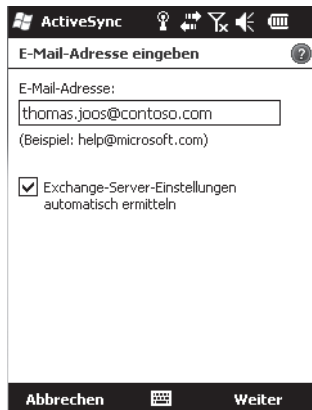 ActiveSync
E-Mail-Adresse eingeben
E-Mail-Adresse:
thomas.joos@contoso.com
(Beispiel: help@microsoft.com)
Exchange-Server-Einstellungen
automatisch ermitteln
Abbrechen Weiter